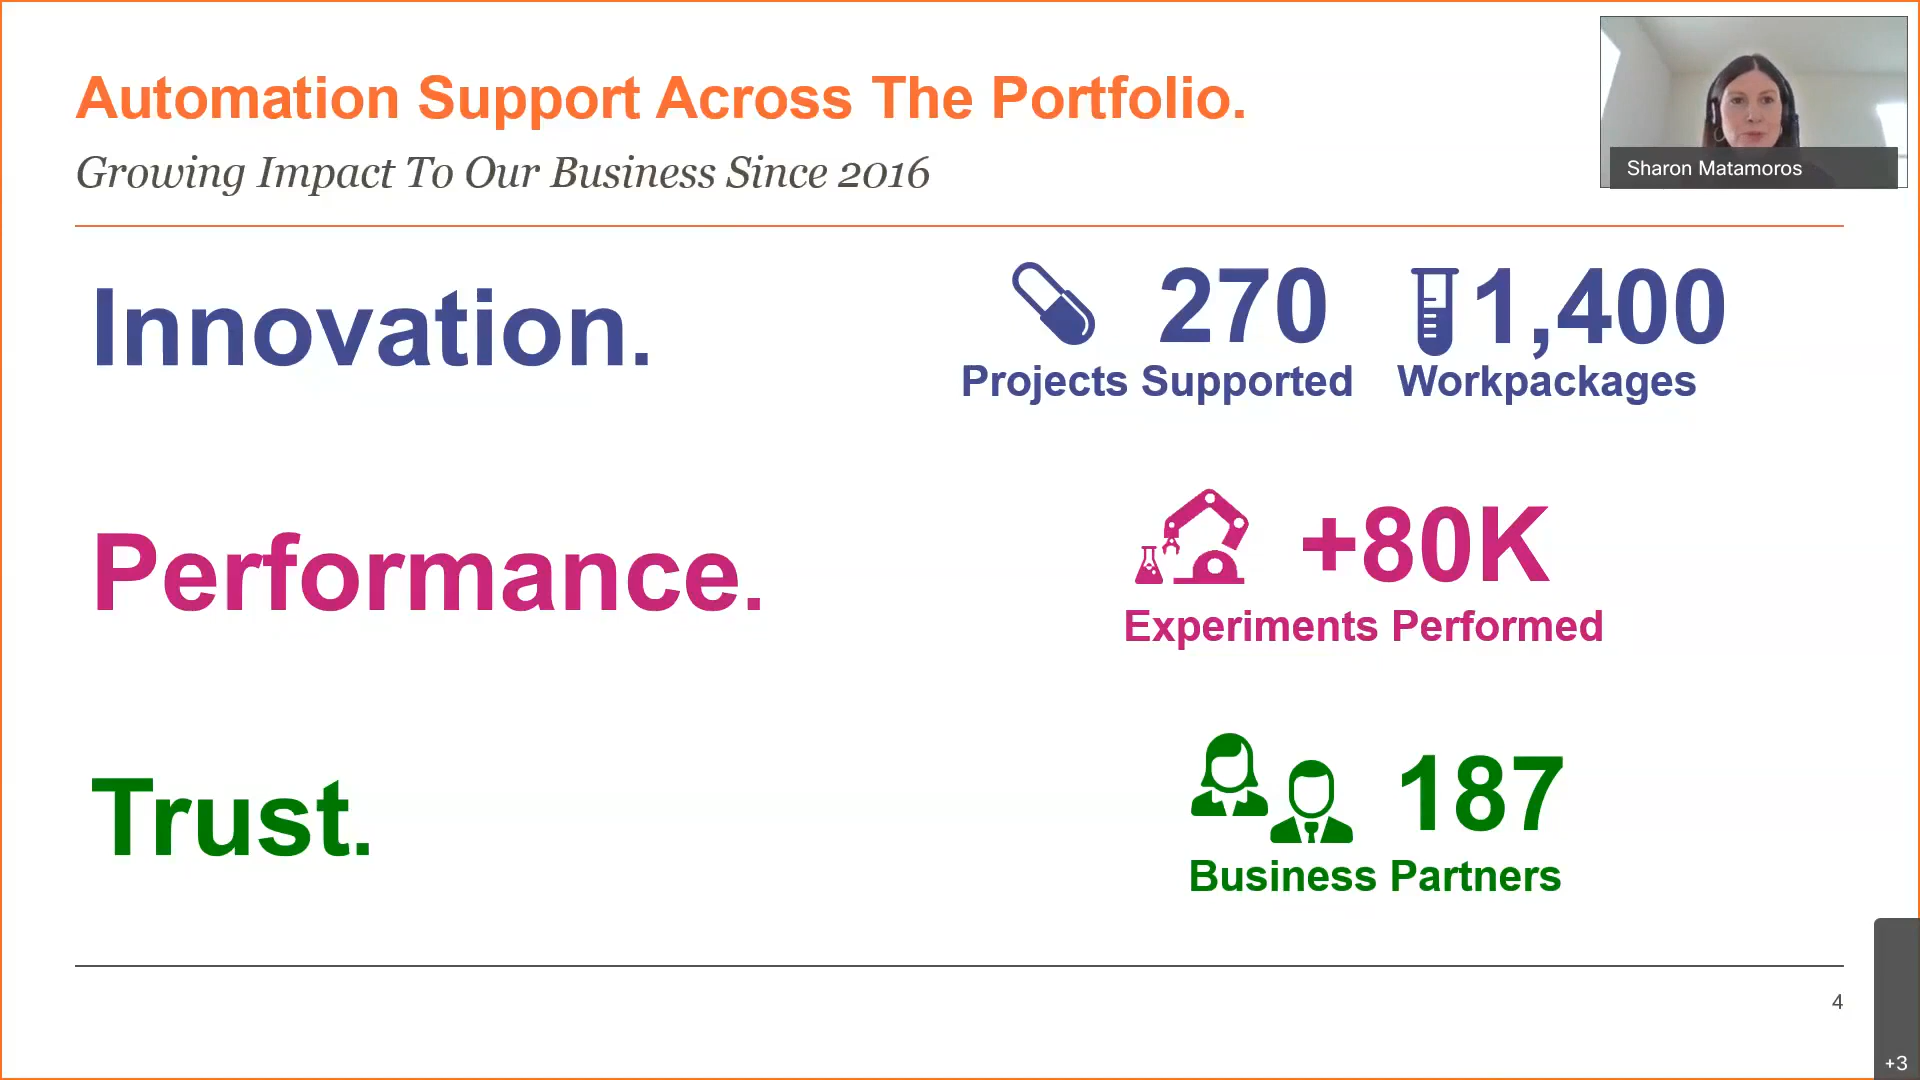 Automation Support Across The Portfolio.
Growing Impact To Our Business Since 2016
Sharon Matamoros
Innovation.
270
Projects Supported
1,400
Workpackages
Performance.
+80K
Experiments Performed
Trust.
187
Business Partners
4
+3